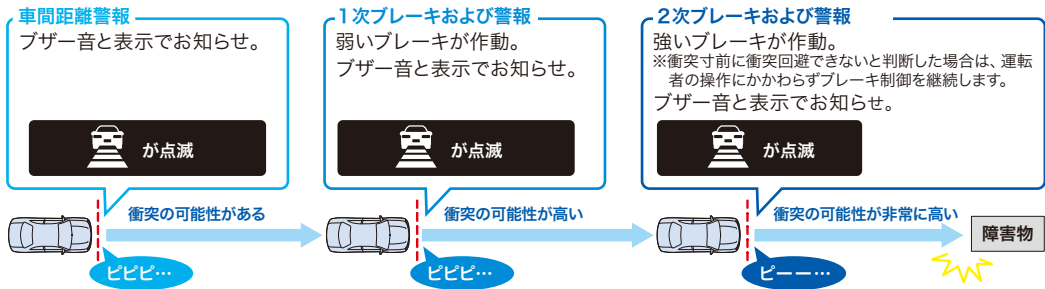 車間距離警報
ブザー音と表示でお知らせ。
が点滅
衝突の可能性がある
ピピピ…
1次ブレーキおよび警報
弱いブレーキが作動。
ブザー音と表示でお知らせ。
が点滅
衝突の可能性が高い
ピピピ…
2次ブレーキおよび警報
強いブレーキが作動。
※衝突寸前に衝突回避できないと判断した場合は、運転
者の操作にかかわらずブレーキ制御を継続します。
ブザー音と表示でお知らせ。
が点滅
衝突の可能性が非常に高い
ピーー…
障害物